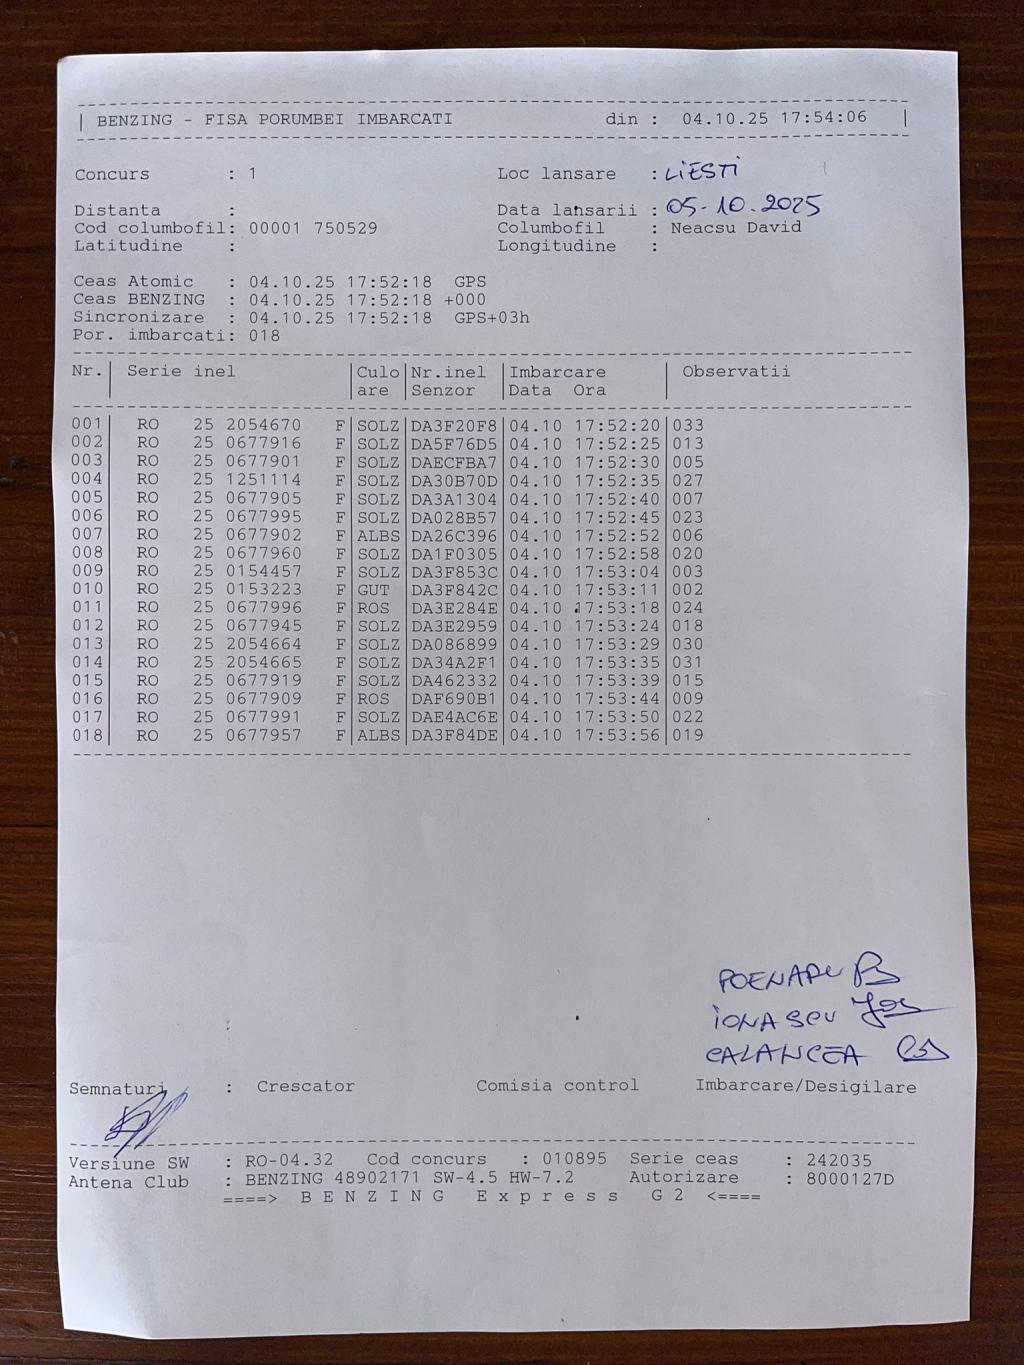 BENZING - FISA PORUMBEI IMBARCATI din : 04.10.25 17:54:06
Concurs : 1 Loc lansare : LiESTi
Distanta : Data lansarii : 05-10.2025
Cod columbofil: 00001 750529 Columbofil : Neacsu David
Latitudine : Longitudine :
Ceas Atomic : 04.10.25 17:52:18 GPS
Ceas BENZING : 04.10.25 17:52:18 +000
Sincronizare : 04.10.25 17:52:18 GPS+03h
Por. imbarcati: 018
Nr.| Serie inel |Culo|Nr.inel |Imbarcare | Observatii
|are |Senzor |Data Ora |
001| RO 25 2054670 F|SOLZ|DA3F20F8|04.10 17:52:20|033
002| RO 25 0677916 F|SOLZ|DA5F76D5|04.10 17:52:25|013
003| RO 25 0677901 F|SOLZ|DAECFBA7|04.10 17:52:30|005
004| RO 25 1251114 F|SOLZ|DA30B70D|04.10 17:52:35|027
005| RO 25 0677905 F|SOLZ|DA3A1304|04.10 17:52:40|007
006| RO 25 0677995 F|SOLZ|DA028B57|04.10 17:52:45|023
007| RO 25 0677902 F|ALBS|DA26C396|04.10 17:52:52|006
008| RO 25 0677960 F|SOLZ|DA1F0305|04.10 17:52:58|020
009| RO 25 0154457 F|SOLZ|DA3F853C|04.10 17:53:04|003
010| RO 25 0153223 F|GUT |DA3F842C|04.10 17:53:11|002
011| RO 25 0677996 F|ROS |DA3E284E|04.10 17:53:18|024
012| RO 25 0677945 F|SOLZ|DA3E2959|04.10 17:53:24|018
013| RO 25 2054664 F|SOLZ|DA086899|04.10 17:53:29|030
014| RO 25 2054665 F|SOLZ|DA34A2F1|04.10 17:53:35|031
015| RO 25 0677919 F|SOLZ|DA462332|04.10 17:53:39|015
016| RO 25 0677909 F|ROS |DAF690B1|04.10 17:53:44|009
017| RO 25 0677991 F|SOLZ|DAE4AC6E|04.10 17:53:50|022
018| RO 25 0677957 F|ALBS|DA3F84DE|04.10 17:53:56|019
POENARU
iONASCU
CALANCEA
Semnaturi : Crescator Comisia control Imbarcare/Desigilare
Versiune SW : RO-04.32 Cod concurs : 010895 Serie ceas : 242035
Antena Club : BENZING 48902171 SW-4.5 HW-7.2 Autorizare : 8000127D
====> B E N Z I N G E x p r e s s G 2 <====